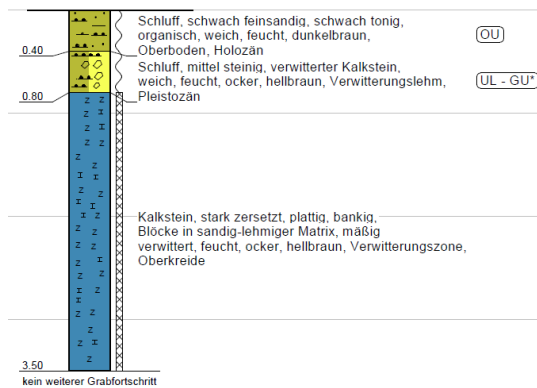 Schluff, schwach feinsandig, schwach tonig,
organisch, weich, feucht, dunkelbraun,
Oberboden, Holozän
OU
0.40
Schluff, mittel steinig, verwitterter Kalkstein,
weich, feucht, ocker, hellbraun, Verwitterungslehm,
Pleistozän
UL - GU*
0.80
Kalkstein, stark zersetzt, plattig, bankig,
Blöcke in sandig-lehmiger Matrix, mäßig
verwittert, feucht, ocker, hellbraun, Verwitterungszone,
Oberkreide
3.50
kein weiterer Grabfortschritt